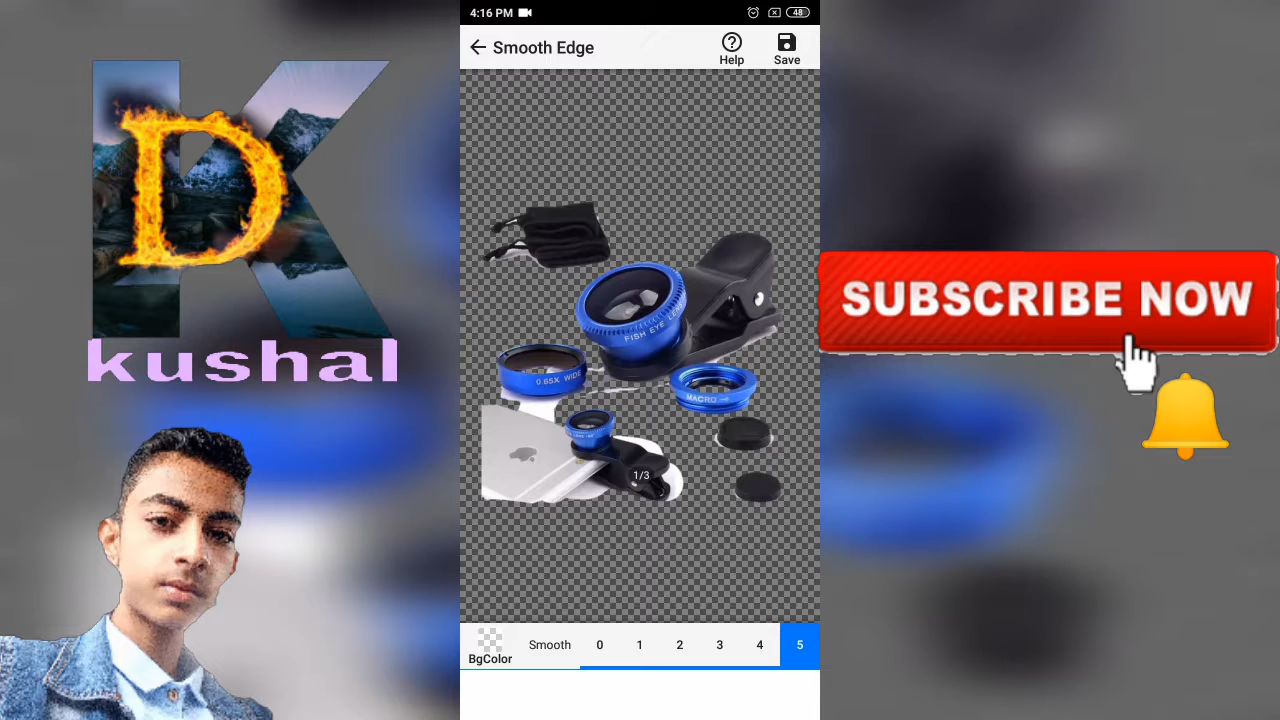 4:16 PM
48
Smooth Edge
Help
Save
K
D
kushal
FISH EYE LENS
0.65X WIDE
MACRO
1/3
SUBSCRIBE NOW
BgColor
Smooth
0
1
2
3
4
5